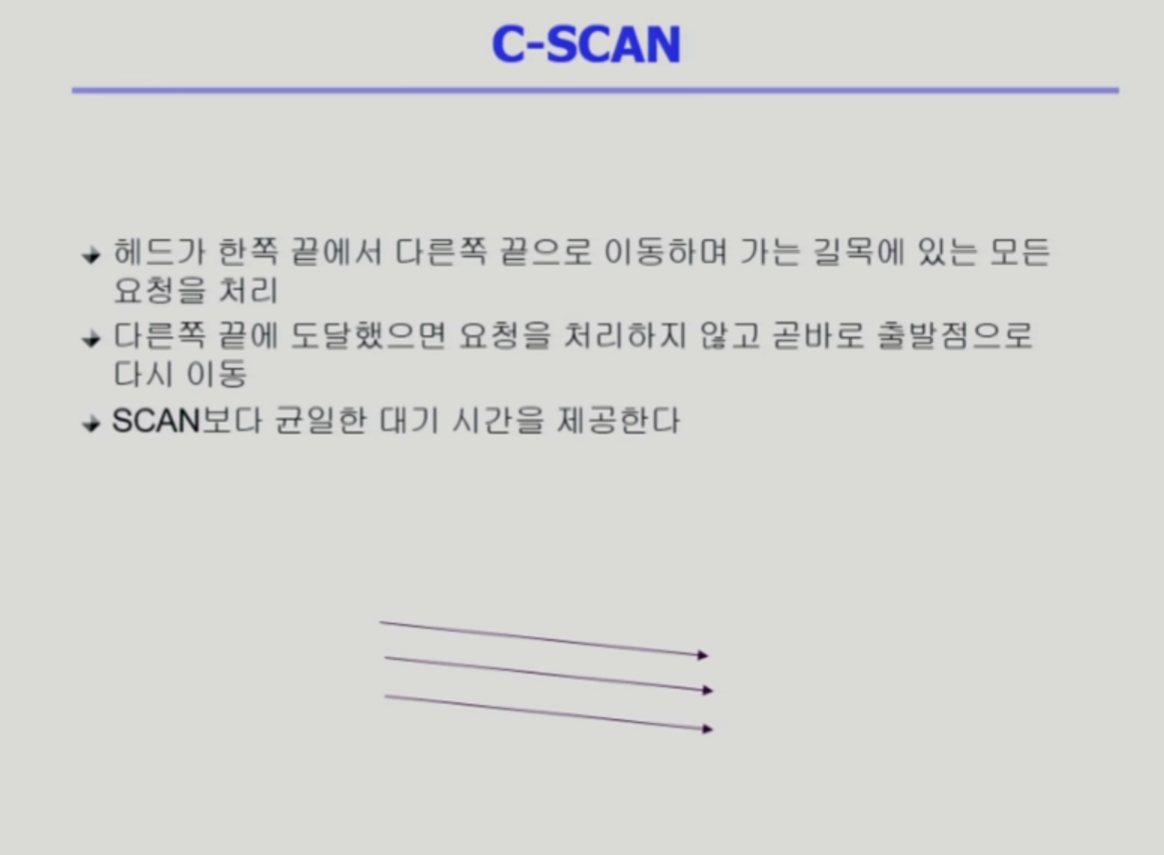 C-SCAN
헤드가 한쪽 끝에서 다른쪽 끝으로 이동하며 가는 길목에 있는 모든
요청을 처리
다른쪽 끝에 도달했으면 요청을 처리하지 않고 곧바로 출발점으로
다시 이동
SCAN보다 균일한 대기 시간을 제공한다